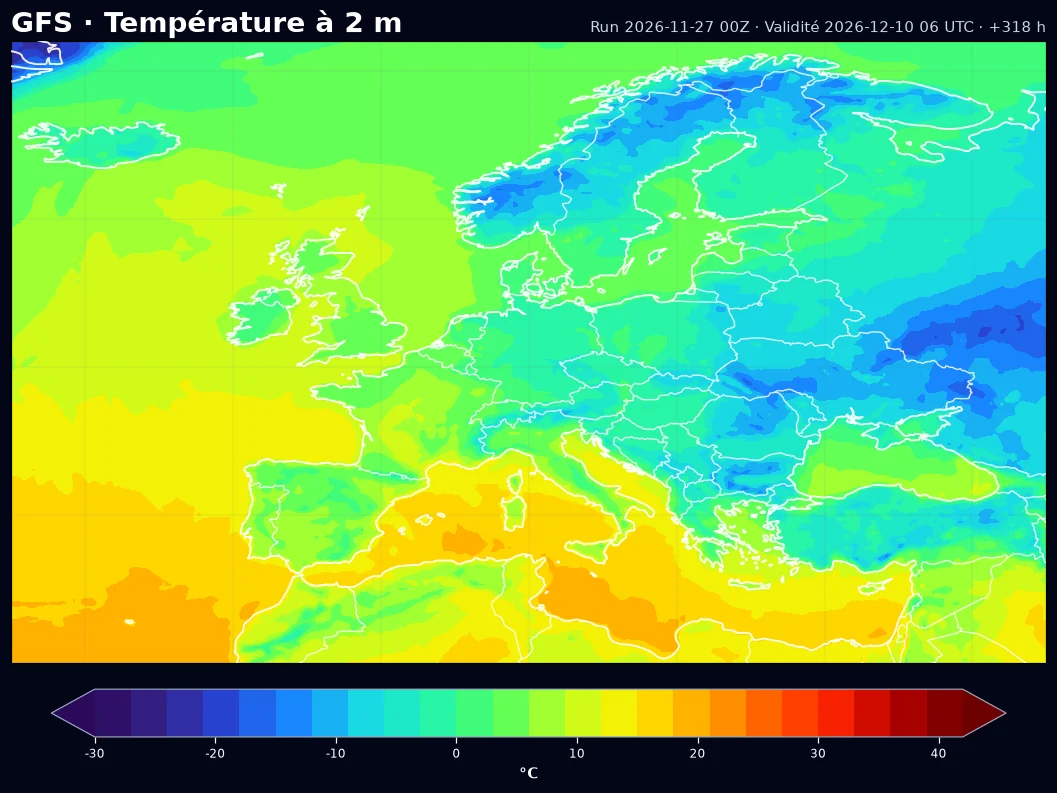 GFS · Température à 2 m
Run 2026-11-27 00Z · Validité 2026-12-10 06 UTC · +318 h
-30 -20 -10 0 10 20 30 40
°C